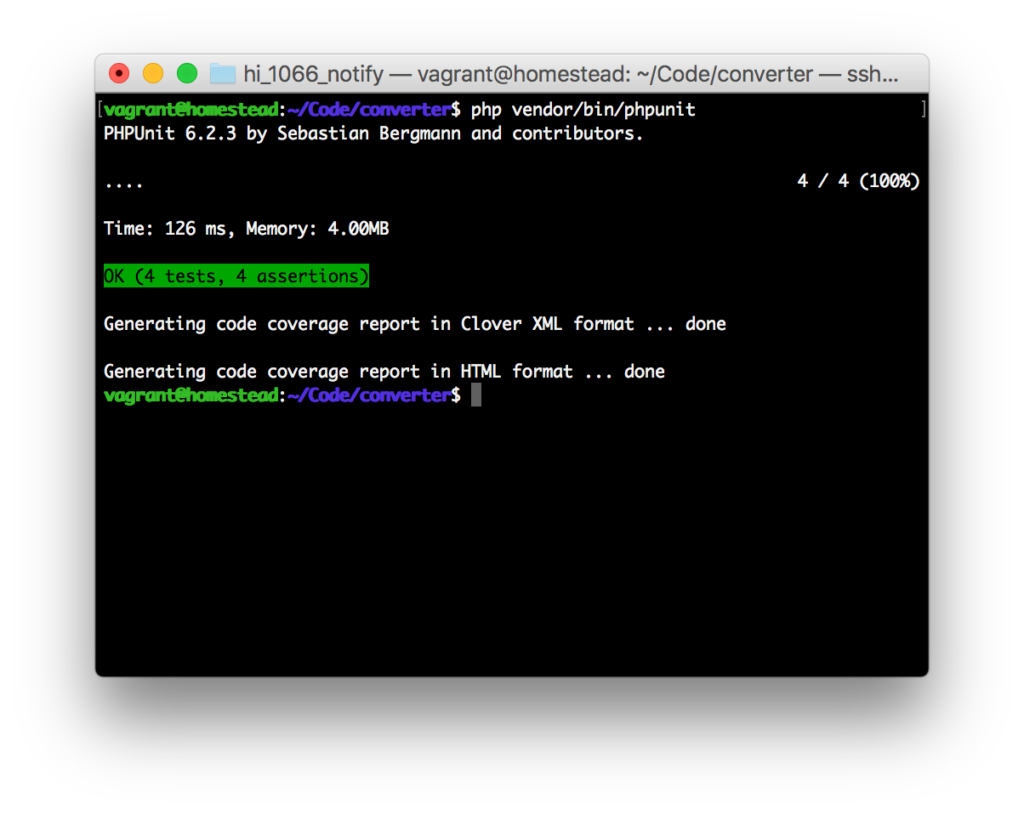 hi_1066_notify — vagrant@homestead: ~/Code/converter — ssh...
[vagrant@homestead:~/Code/converter$ php vendor/bin/phpunit ]
PHPUnit 6.2.3 by Sebastian Bergmann and contributors.
.... 4 / 4 (100%)
Time: 126 ms, Memory: 4.00MB
OK (4 tests, 4 assertions)
Generating code coverage report in Clover XML format ... done
Generating code coverage report in HTML format ... done
vagrant@homestead:~/Code/converter$